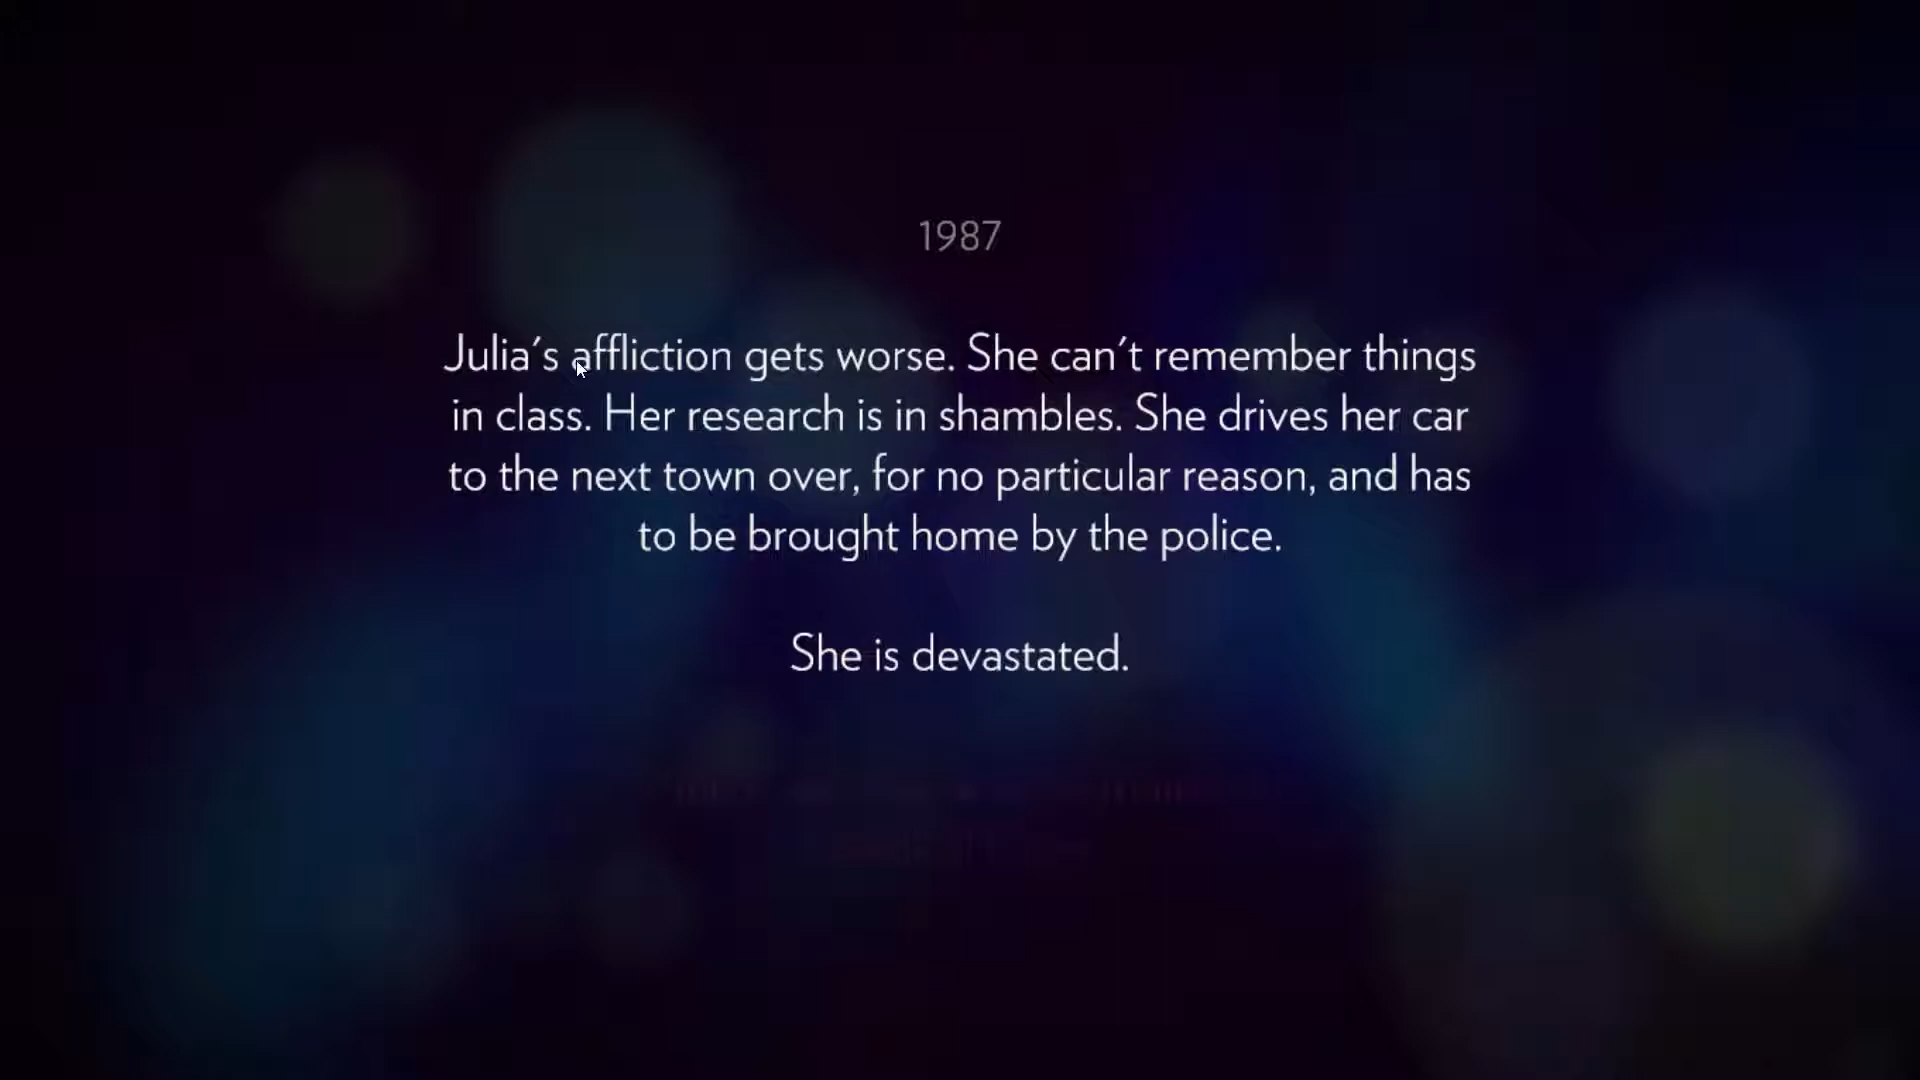 1987
Julia's affliction gets worse. She can't remember things
in class. Her research is in shambles. She drives her car
to the next town over, for no particular reason, and has
to be brought home by the police.
She is devastated.